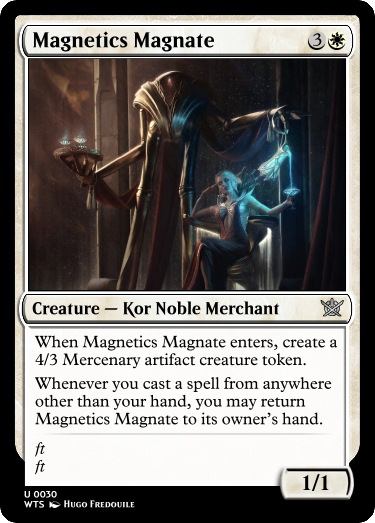 Magnetics Magnate 3
Creature — Kor Noble Merchant
When Magnetics Magnate enters, create a
4/3 Mercenary artifact creature token.
Whenever you cast a spell from anywhere
other than your hand, you may return
Magnetics Magnate to its owner's hand.
ft
ft
1/1
U 0030
WTS Hugo Fredouile